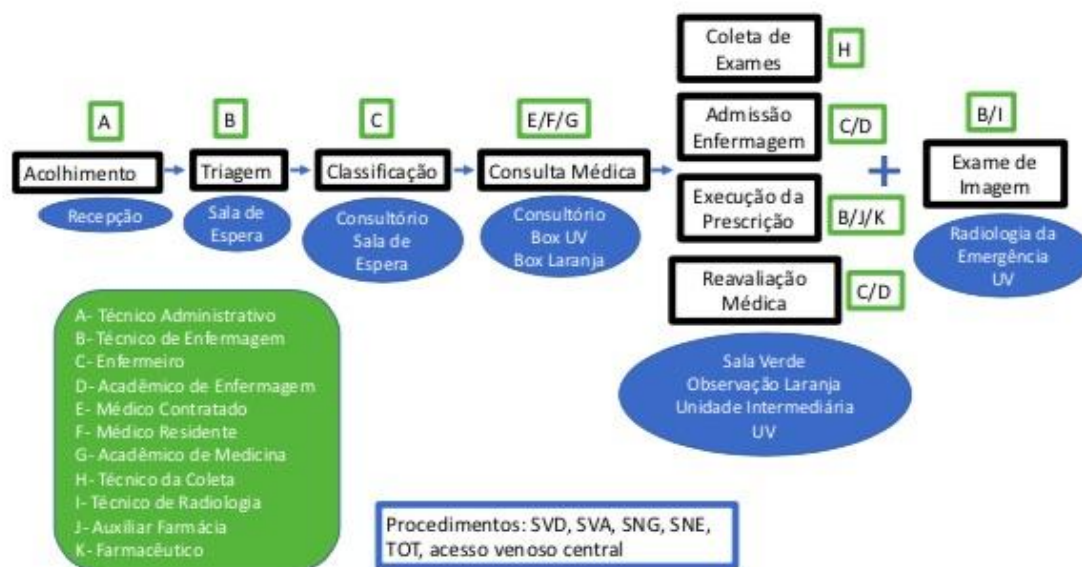 A
Acolhimento
Recepção
B
Triagem
Sala de
Espera
C
Classificação
Consultório
Sala de
Espera
E/F/G
Consulta Médica
Consultório
Box UV
Box Laranja
Coleta de
Exames
H
Admissão
Enfermagem
C/D
Execução da
Prescrição
B/J/K
Reavaliação
Médica
C/D
Sala Verde
Observação Laranja
Unidade Intermediária
UV
+
B/I
Exame de
Imagem
Radiologia da
Emergência
UV
A- Técnico Administrativo
B- Técnico de Enfermagem
C- Enfermeiro
D- Acadêmico de Enfermagem
E- Médico Contratado
F- Médico Residente
G- Acadêmico de Medicina
H- Técnico da Coleta
I- Técnico de Radiologia
J- Auxiliar Farmácia
K- Farmacêutico
Procedimentos: SVD, SVA, SNG, SNE,
TOT, acesso venoso central